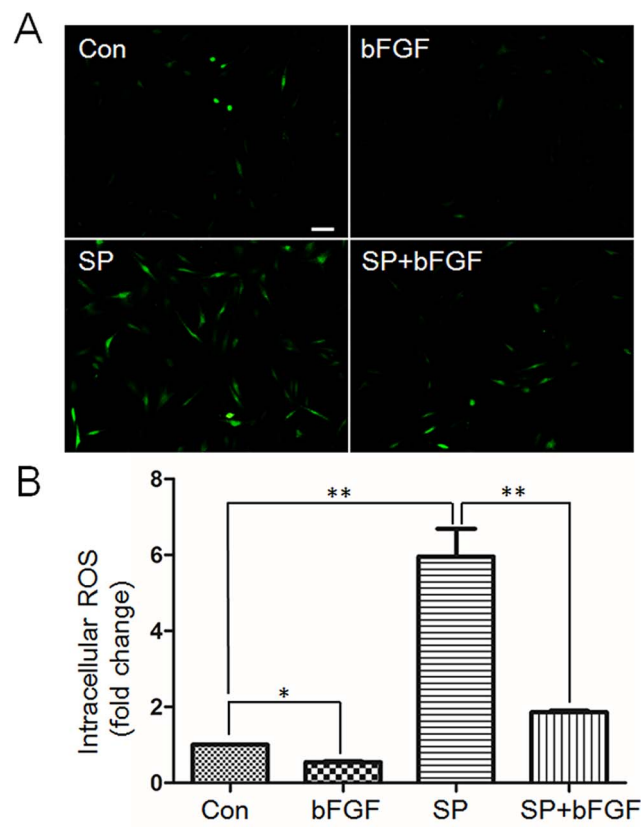 A
Con
bFGF
SP
SP+bFGF
B
Intracellular ROS
(fold change)
8
6
4
2
0
**
**
*
Con
bFGF
SP
SP+bFGF